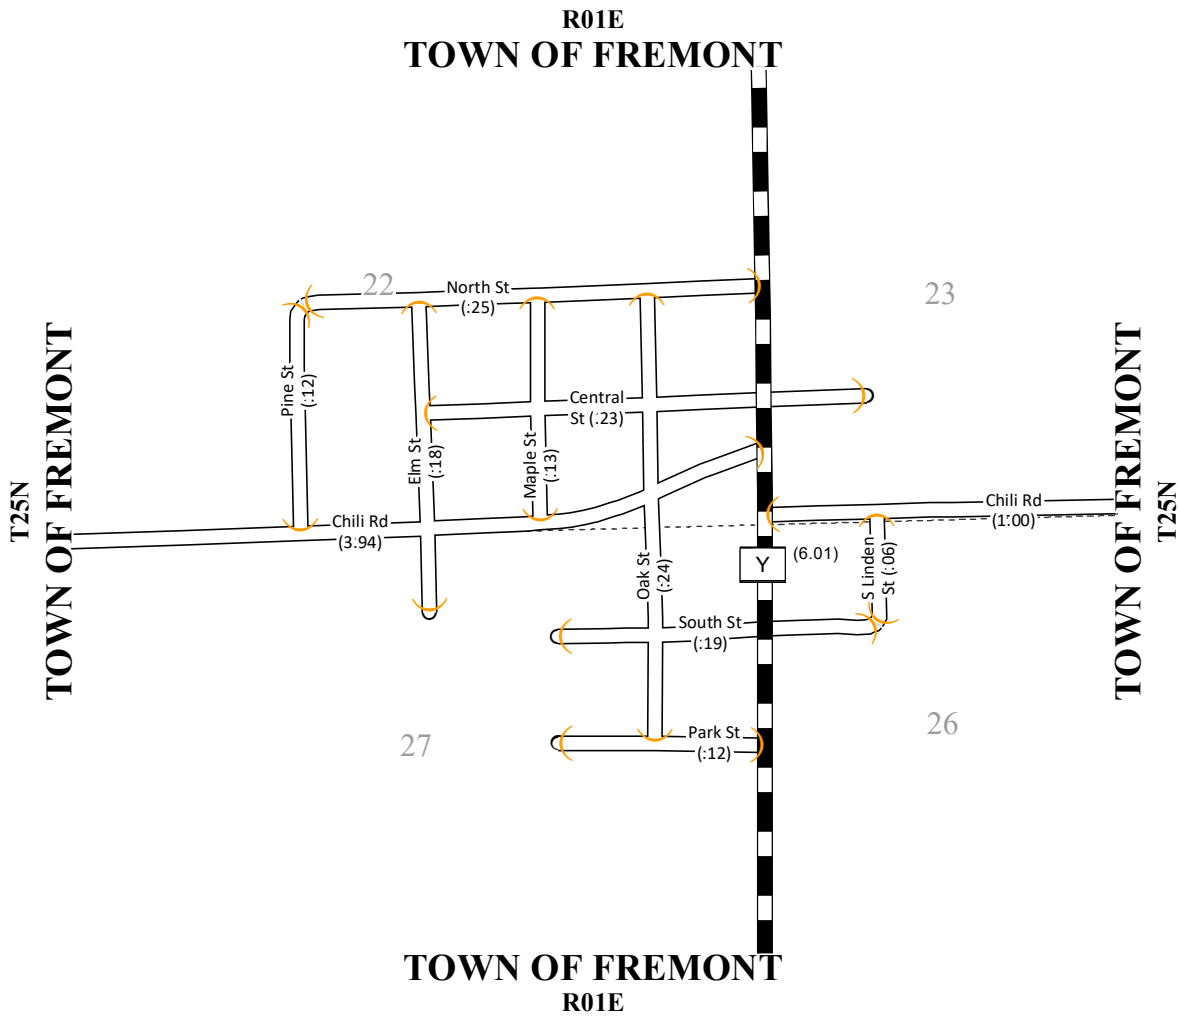 R01E
TOWN OF FREMONT
22
23
North St
(:25)
Pine St
(:12)
Central
St (:23)
Elm St
(:18)
Maple St
(:13)
TOWN OF FREMONT
T25N
TOWN OF FREMONT
T25N
Chili Rd
(3.94)
Chili Rd
(1:00)
Y
(6.01)
Oak St
(:24)
S Linden
St (:06)
South St
(:19)
Park St
(:12)
27
26
TOWN OF FREMONT
R01E